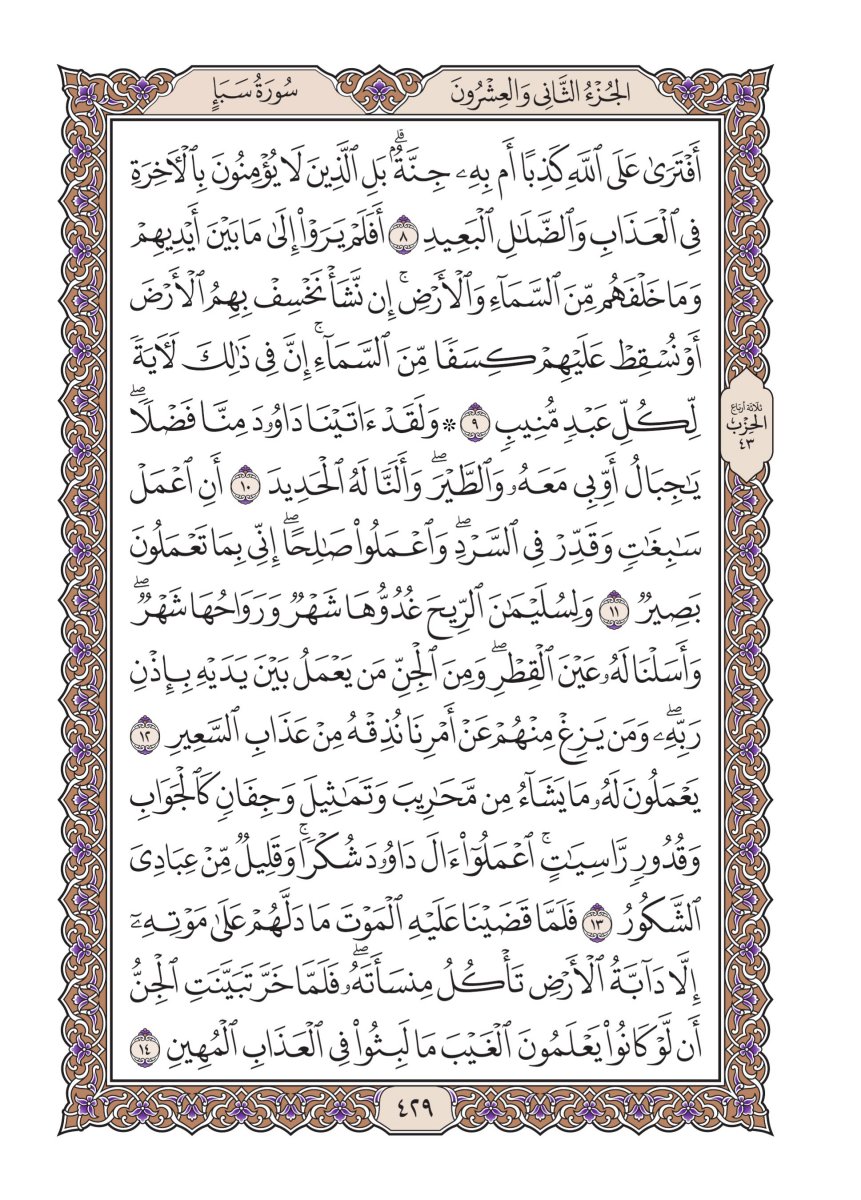 الجُزْءُ الثَّانِي وَالعِشْرُونَ
سُورَةُ سَبَإٍ
أَفْتَرَىٰ عَلَى ٱللَّهِ كَذِبًا أَم بِهِۦ جِنَّةُۢۗ بَلِ ٱلَّذِينَ لَا يُؤْمِنُونَ بِٱلْأَخِرَةِ
فِي ٱلْعَذَابِ وَٱلضَّلَٰلِ ٱلْبَعِيدِ ٨ أَفَلَمْ يَرَوْا۟ إِلَىٰ مَا بَيْنَ أَيْدِيهِمْ
وَمَا خَلْفَهُم مِّنَ ٱلسَّمَآءِ وَٱلْأَرْضِۚ إِن نَّشَأْ نَخْسِفْ بِهِمُ ٱلْأَرْضَ
أَوْ نُسْقِطْ عَلَيْهِمْ كِسَفًا مِّنَ ٱلسَّمَآءِۚ إِنَّ فِي ذَٰلِكَ لَأٓيَةً
لِّكُلِّ عَبْدٍ مُّنِيبٍ ٩ ۞ وَلَقَدْ ءَاتَيْنَا دَاوُۥدَ مِنَّا فَضْلًاۖ
يَٰجِبَالُ أَوِّبِي مَعَهُۥ وَٱلطَّيْرَۖ وَأَلَنَّا لَهُ ٱلْحَدِيدَ ١٠ أَنِ ٱعْمَلْ
سَٰبِغَٰتٍ وَقَدِّرْ فِي ٱلسَّرْدِۖ وَٱعْمَلُوا۟ صَٰلِحًاۖ إِنِّي بِمَا تَعْمَلُونَ
بَصِيرٌ ١١ وَلِسُلَيْمَٰنَ ٱلرِّيحَ غُدُوُّهَا شَهْرٌ وَرَوَاحُهَا شَهْرٌۖ
وَأَسَلْنَا لَهُۥ عَيْنَ ٱلْقِطْرِۖ وَمِنَ ٱلْجِنِّ مَن يَعْمَلُ بَيْنَ يَدَيْهِ بِإِذْنِ
رَبِّهِۦۖ وَمَن يَزِغْ مِنْهُمْ عَنْ أَمْرِنَا نُذِقْهُ مِنْ عَذَابِ ٱلسَّعِيرِ ١٢
يَعْمَلُونَ لَهُۥ مَا يَشَآءُ مِن مَّحَٰرِيبَ وَتَمَٰثِيلَ وَجِفَانٍ كَٱلْجَوَابِ
وَقُدُورٍ رَّاسِيَٰتٍۚ ٱعْمَلُوٓا۟ ءَالَ دَاوُۥدَ شُكْرًاۚ وَقَلِيلٌ مِّنْ عِبَادِيَ
ٱلشَّكُورُ ١٣ فَلَمَّا قَضَيْنَا عَلَيْهِ ٱلْمَوْتَ مَا دَلَّهُمْ عَلَىٰ مَوْتِهِۦٓ
إِلَّا دَآبَّةُ ٱلْأَرْضِ تَأْكُلُ مِنسَأَتَهُۥۖ فَلَمَّا خَرَّ تَبَيَّنَتِ ٱلْجِنُّ
أَن لَّوْ كَانُوا۟ يَعْلَمُونَ ٱلْغَيْبَ مَا لَبِثُوا۟ فِي ٱلْعَذَابِ ٱلْمُهِينِ ١٤
ثلاثة أرباع
الحِزْب
٤٣
٤٢٩